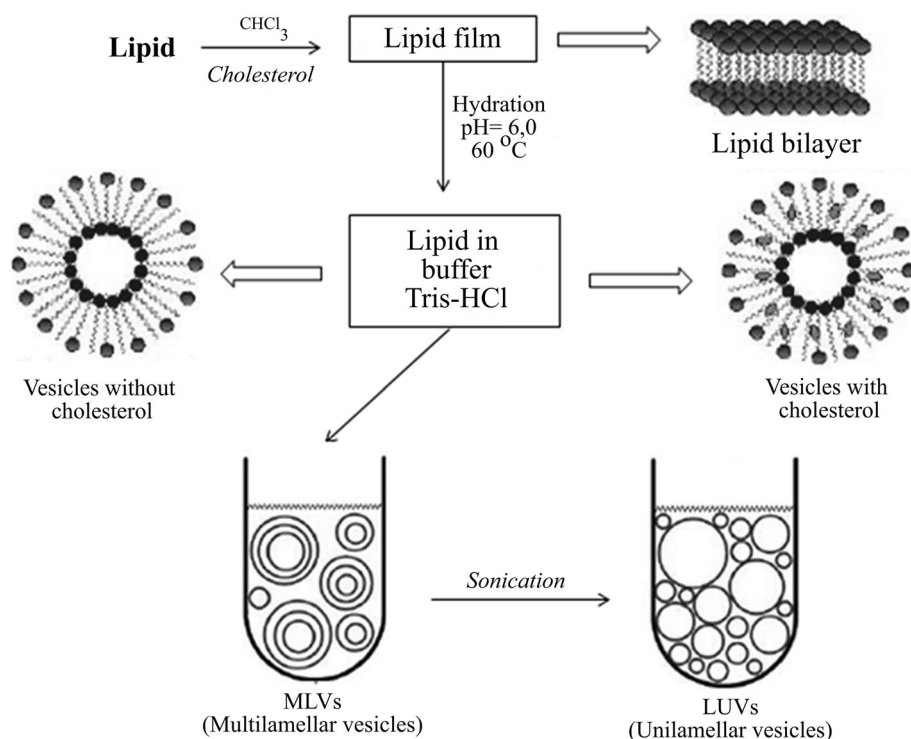 Lipid
CHCl3
Cholesterol
Lipid film
Hydration
pH= 6,0
60 °C
Lipid bilayer
Lipid in
buffer
Tris-HCl
Vesicles without
cholesterol
Vesicles with
cholesterol
Sonication
MLVs
(Multilamellar vesicles)
LUVs
(Unilamellar vesicles)